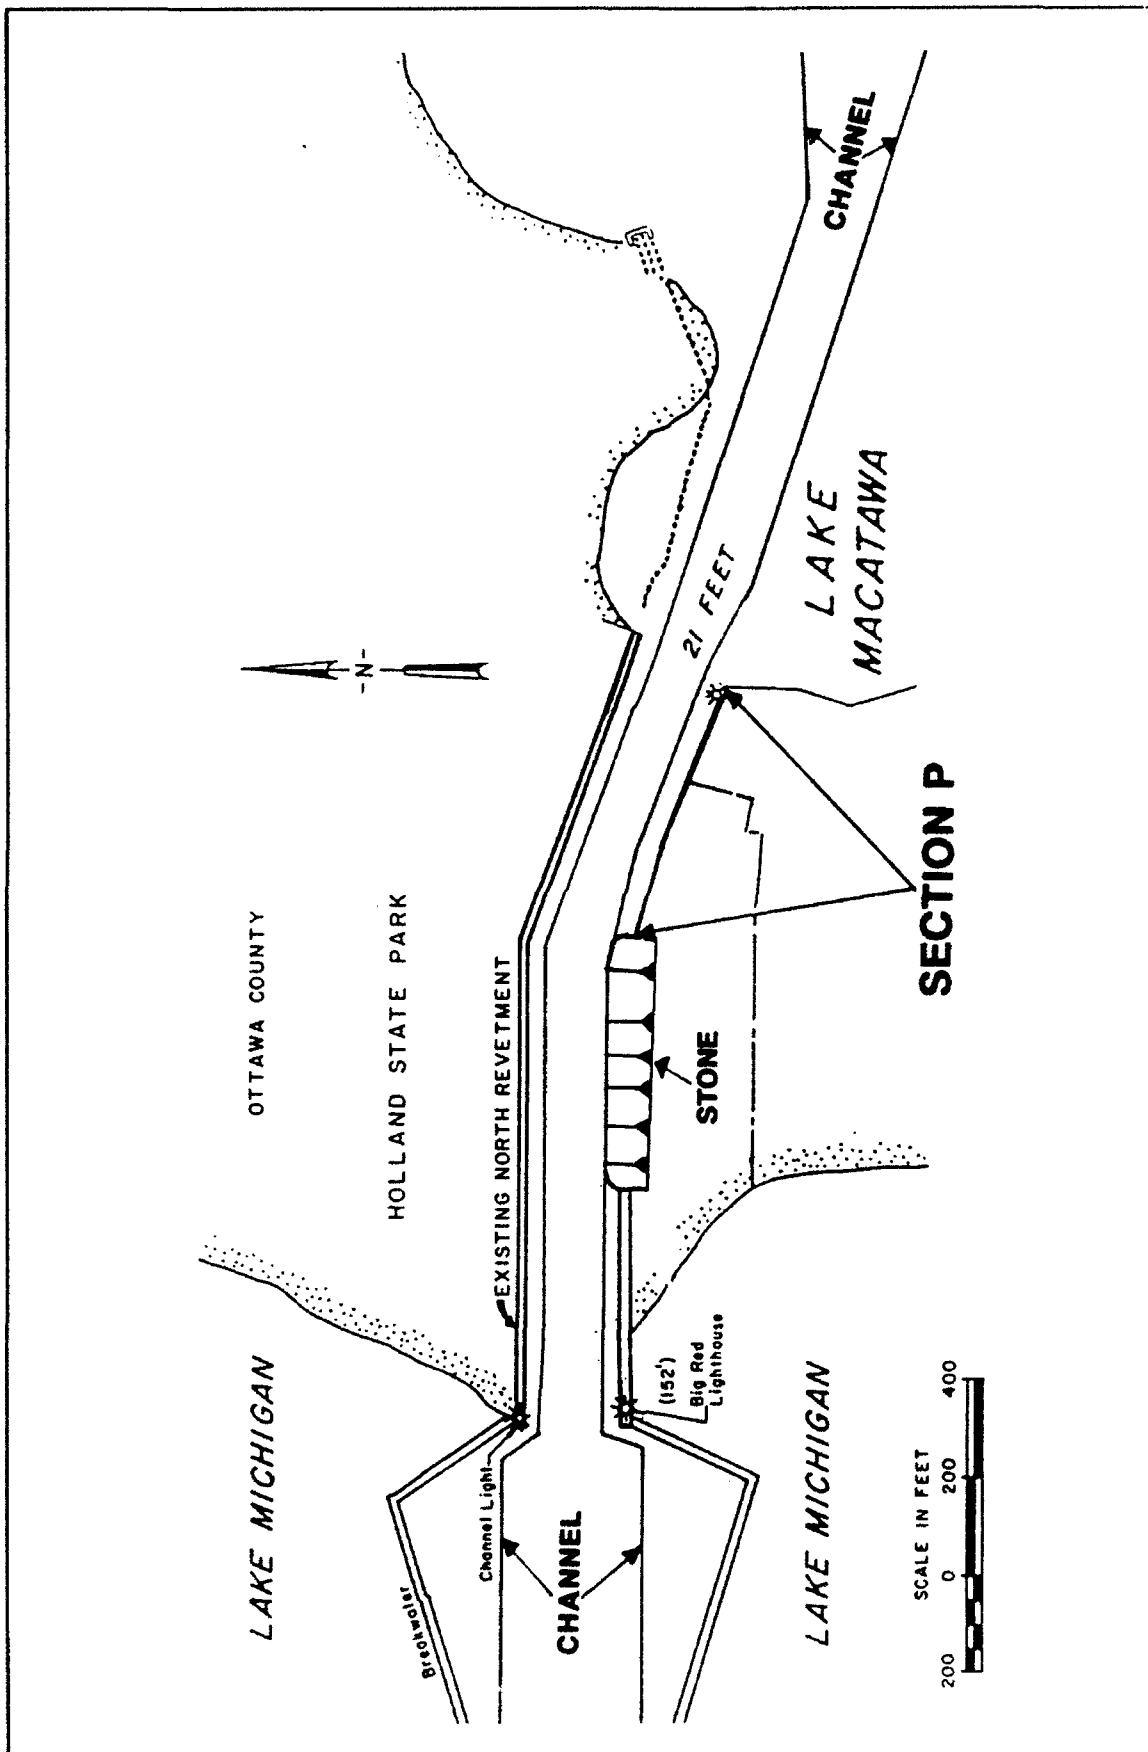 OTTAWA COUNTY
HOLLAND STATE PARK
LAKE MICHIGAN
-N-
Breakwater
Channel Light
EXISTING NORTH REVETMENT
CHANNEL
21 FEET
CHANNEL
(152')
Big Red
Lighthouse
STONE
LAKE
MACATAWA
SECTION P
LAKE MICHIGAN
SCALE IN FEET
200 0 200 400